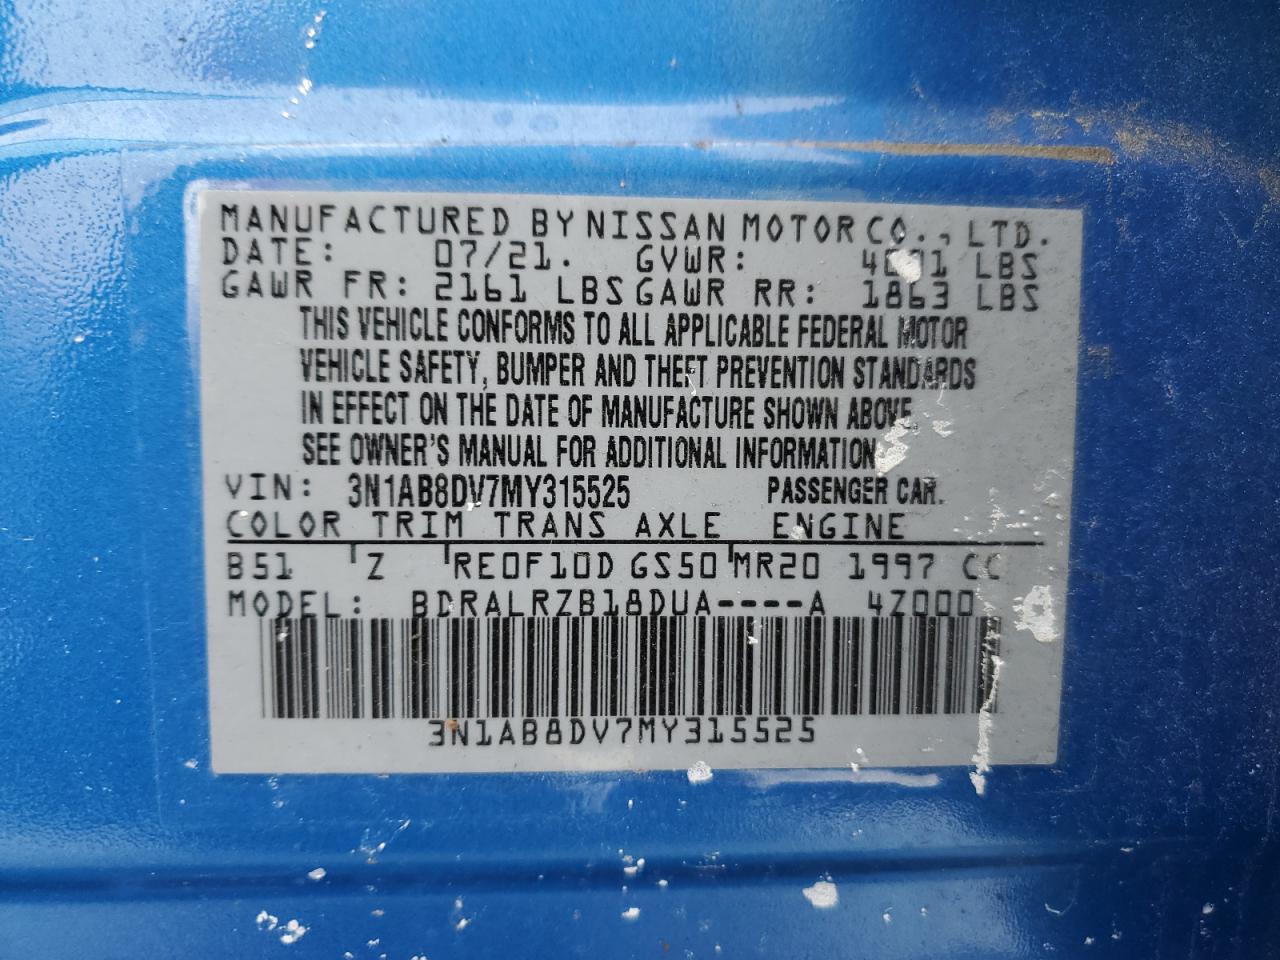 MANUFACTURED BY NISSAN MOTOR CO., LTD.
DATE: 07/21. GVWR: LBS
GAWR FR: 2161 LBS GAWR RR: 1863 LBS
THIS VEHICLE CONFORMS TO ALL APPLICABLE FEDERAL MOTOR
VEHICLE SAFETY, BUMPER AND THEFT PREVENTION STANDARDS
IN EFFECT ON THE DATE OF MANUFACTURE SHOWN ABOVE.
SEE OWNER'S MANUAL FOR ADDITIONAL INFORMATION
VIN: 3N1AB8DV7MY315525 PASSENGER CAR.
COLOR TRIM TRANS AXLE ENGINE
B51 Z RE0F10D GS50 MR20 1997 CC
MODEL: BDRALRZB18DUA----A 4Z000
3N1AB8DV7MY315525